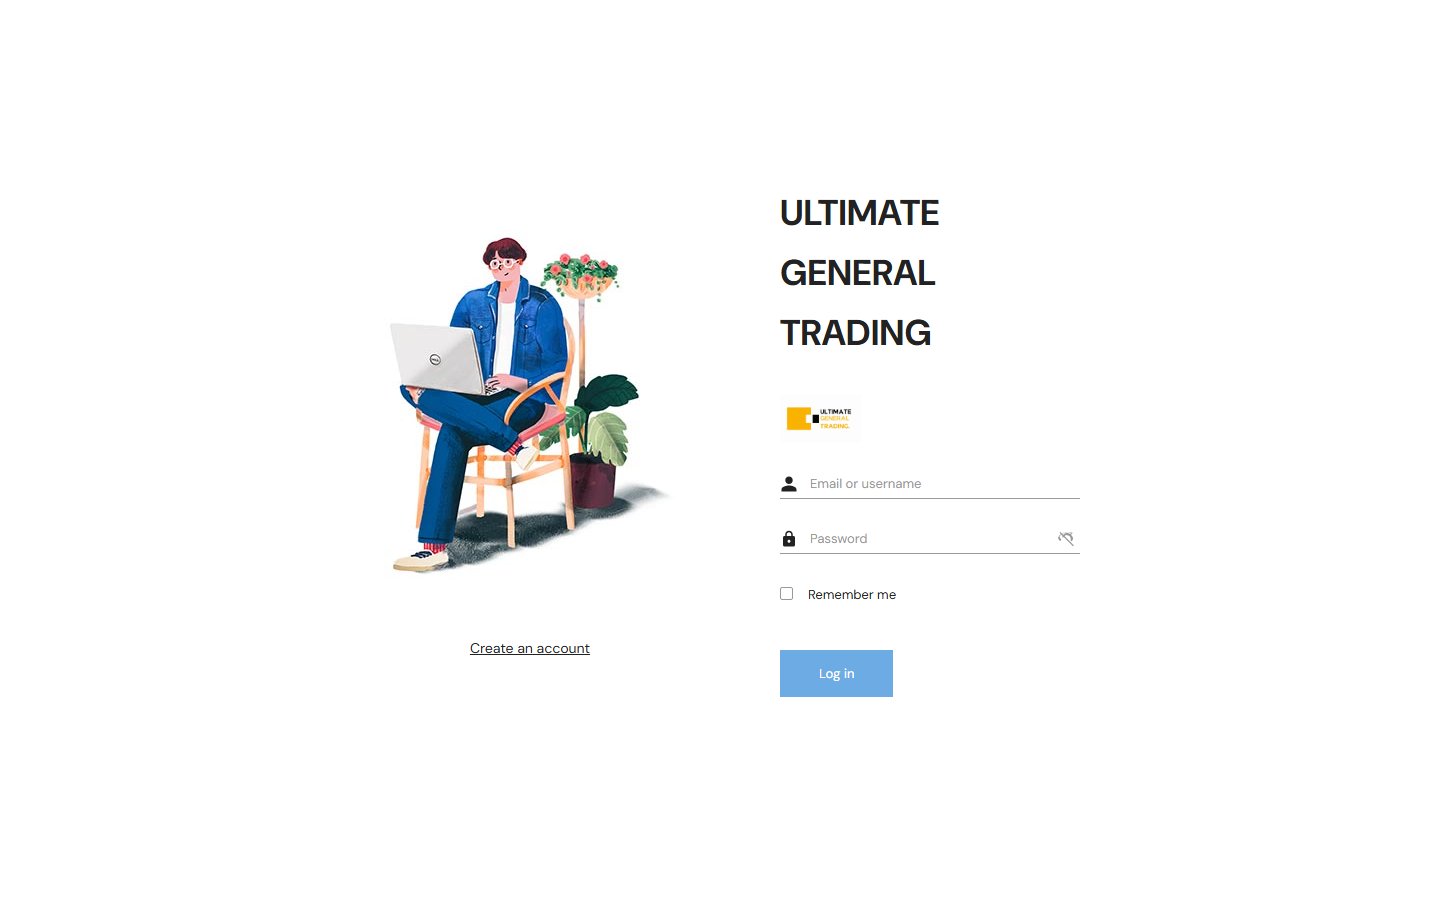 ULTIMATE
GENERAL
TRADING
ULTIMATE
GENERAL
TRADING.
Email or username
Password
Remember me
Create an account
Log in